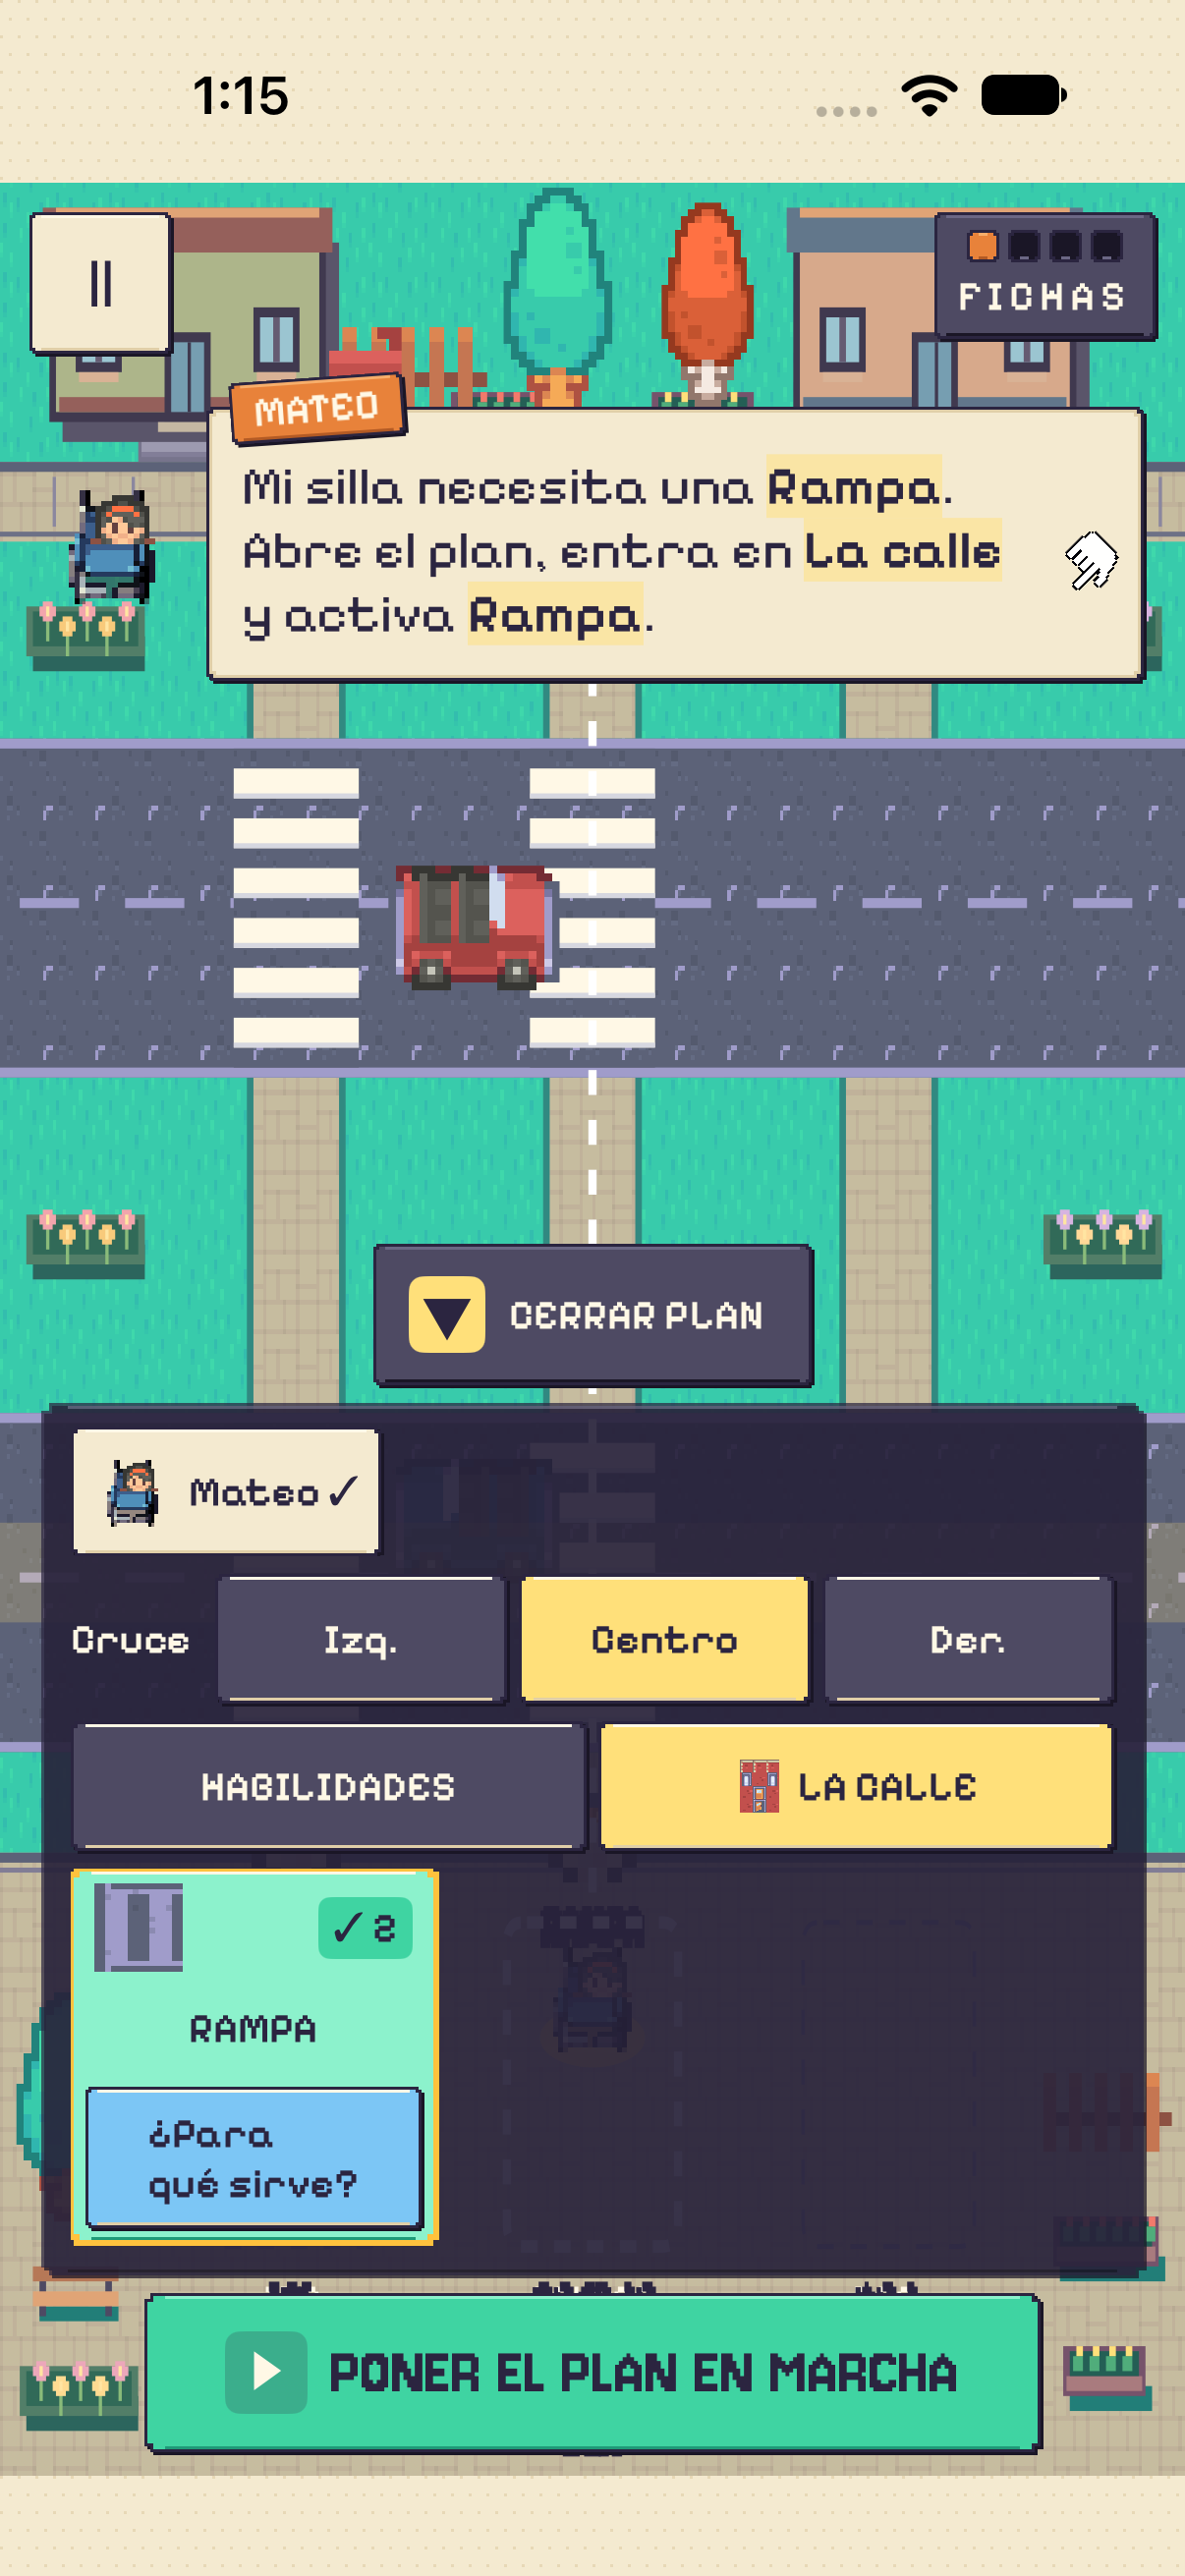 1:15
FICHAS
MATEO
Mi silla necesita una Rampa.
Abre el plan, entra en La calle
y activa Rampa.
CERRAR PLAN
Mateo ✓
Cruce
Izq.
Centro
Der.
HABILIDADES
LA CALLE
✓ 2
RAMPA
¿Para
qué sirve?
PONER EL PLAN EN MARCHA